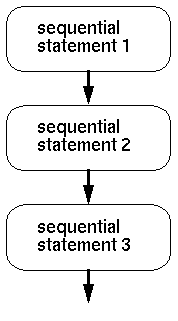 sequential
statement 1
sequential
statement 2
sequential
statement 3